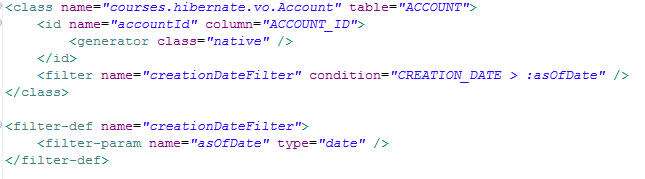 <class name="courses.hibernate.vo.Account" table="ACCOUNT">
    <id name="accountId" column="ACCOUNT_ID">
        <generator class="native" />
    </id>
    <filter name="creationDateFilter" condition="CREATION_DATE > :asOfDate" />
</class>

<filter-def name="creationDateFilter">
    <filter-param name="asOfDate" type="date" />
</filter-def>